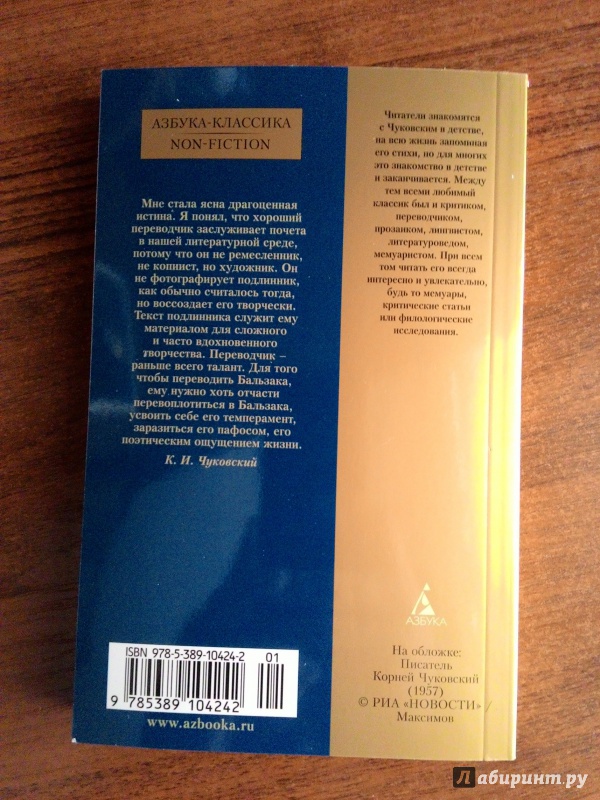 АЗБУКА-КЛАССИКА
NON-FICTION
Мне стала ясна драгоценная
истина. Я понял, что хороший
переводчик заслуживает почета
в нашей литературной среде,
потому что он не ремесленник,
не копиист, но художник. Он
не фотографирует подлинник,
как обычно считалось тогда,
но воссоздает его творчески.
Текст подлинника служит ему
материалом для сложного
и часто вдохновенного
творчества. Переводчик –
раньше всего талант. Для того
чтобы переводить Бальзака,
ему нужно хоть отчасти
перевоплотиться в Бальзака,
усвоить себе его темперамент,
заразиться его пафосом, его
поэтическим ощущением жизни.
К. И. Чуковский
Читатели знакомятся
с Чуковским в детстве,
на всю жизнь запоминая
его стихи, но для многих
это знакомство в детстве
и заканчивается. Между
тем всеми любимый
классик был и критиком,
переводчиком,
прозаиком, лингвистом,
литературоведом,
мемуаристом. При всем
том читать его всегда
интересно и увлекательно,
будь то мемуары,
критические статьи
или филологические
исследования.
АЗБУКА
На обложке:
Писатель
Корней Чуковский
(1957)
© РИА «НОВОСТИ» /
Максимов
ISBN 978-5-389-10424-2
01
9 785389 104242
www.azbooka.ru
Лабиринт.ру